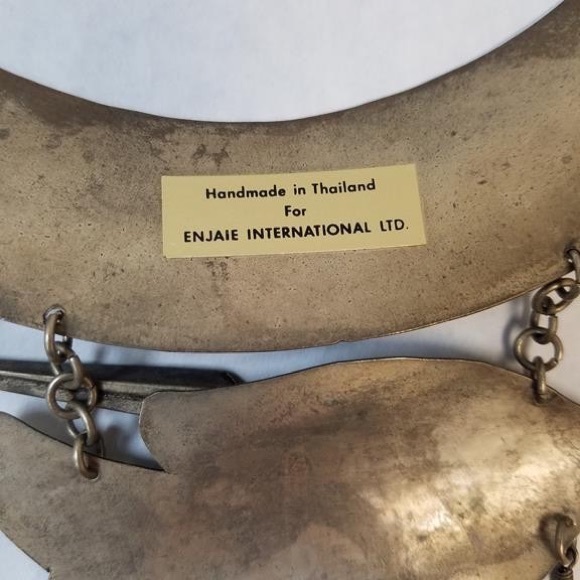 Handmade in Thailand
For
ENJAIE INTERNATIONAL LTD.